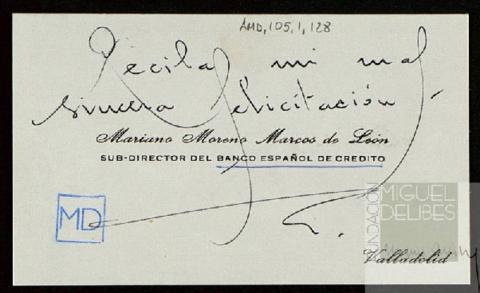 AMD, 105, 1, 128
Reciba mi mas
sincera felicitación
Mariano Moreno Marcos de León
SUB-DIRECTOR DEL BANCO ESPAÑOL DE CREDITO
MD
FUNDACIÓN
MIGUEL
DELIBES
Valladolid